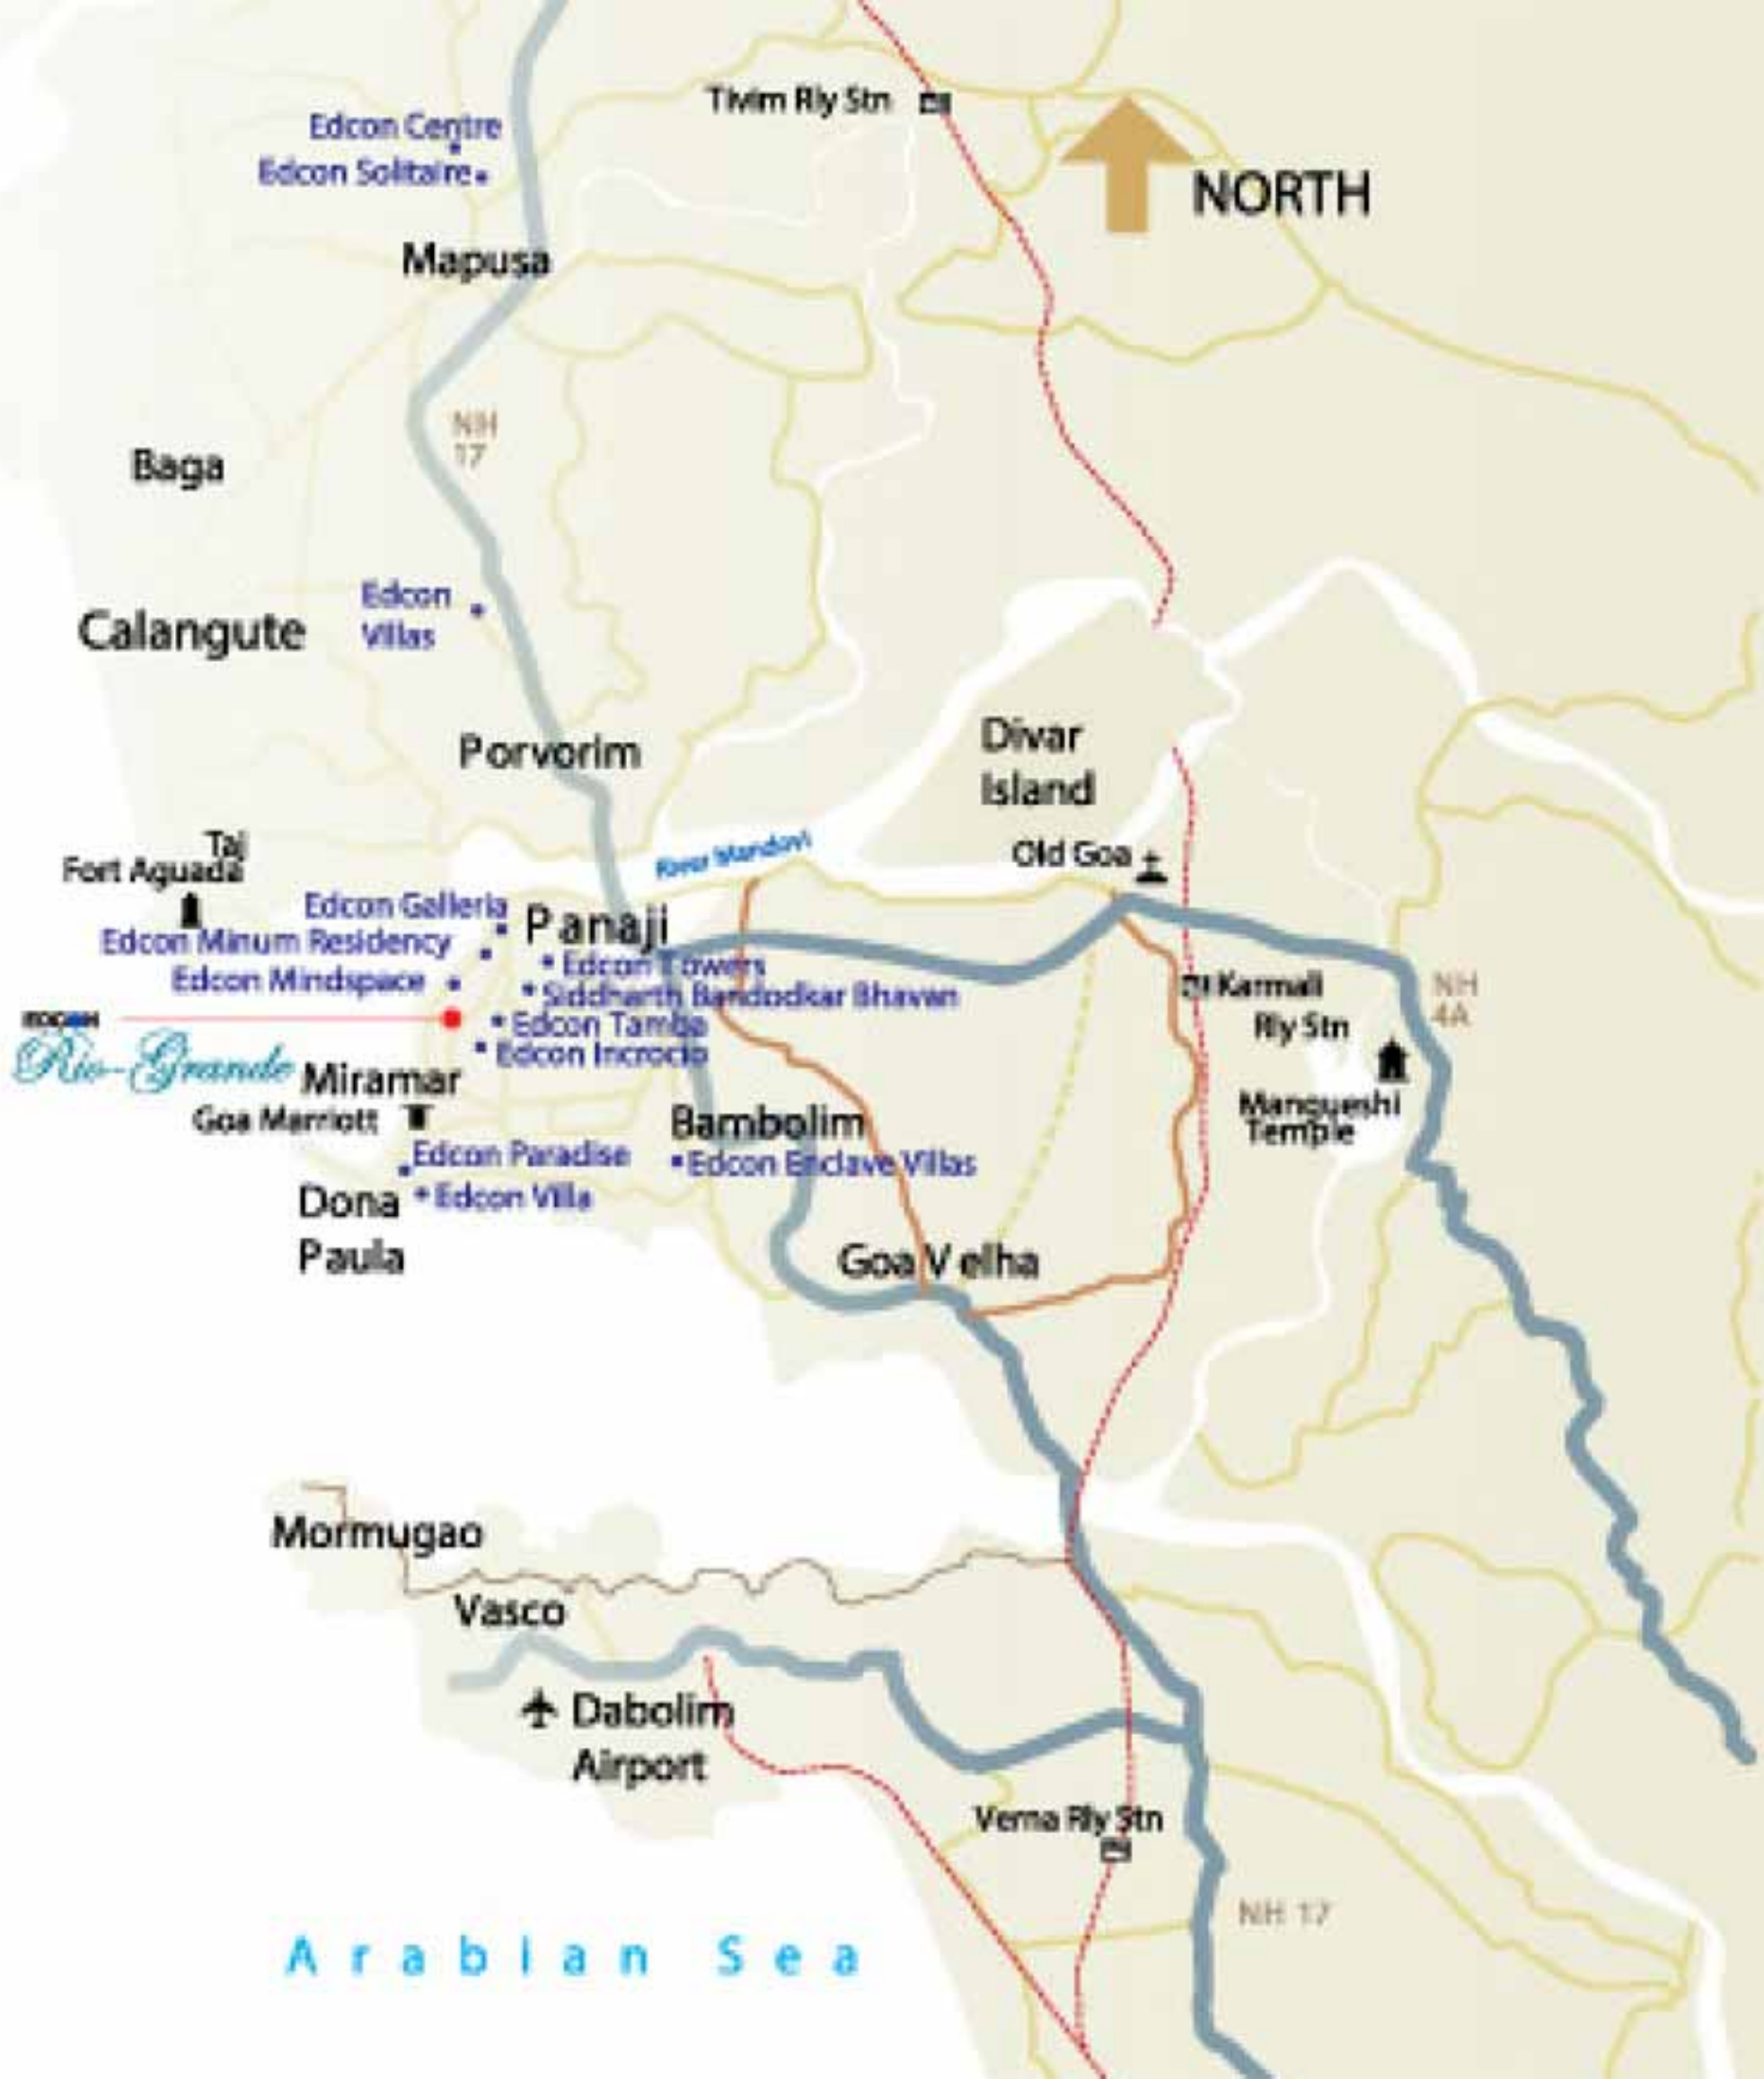 Tivim Rly Stn
Edcon Centre
Edcon Solitaire
NORTH
Mapusa
NH
17
Baga
Edcon
Villas
Calangute
Porvorim
Divar
Island
River Mandovi
Old Goa
Taj
Fort Aguada
Edcon Galleria
Panaji
Edcon Minum Residency
Edcon Towers
Edcon Mindspace
Siddharth Bandodkar Bhavan
Karmali
Rly Stn
NH
4A
EDCON
Rio-Grande
Edcon Tamba
Edcon Incrocio
Miramar
Goa Marriott
Mangueshi
Temple
Bambolim
Edcon Paradise
Edcon Enclave Villas
Dona
Paula
Edcon Villa
Goa Velha
Mormugao
Vasco
Dabolim
Airport
Verna Rly Stn
NH 17
Arabian Sea